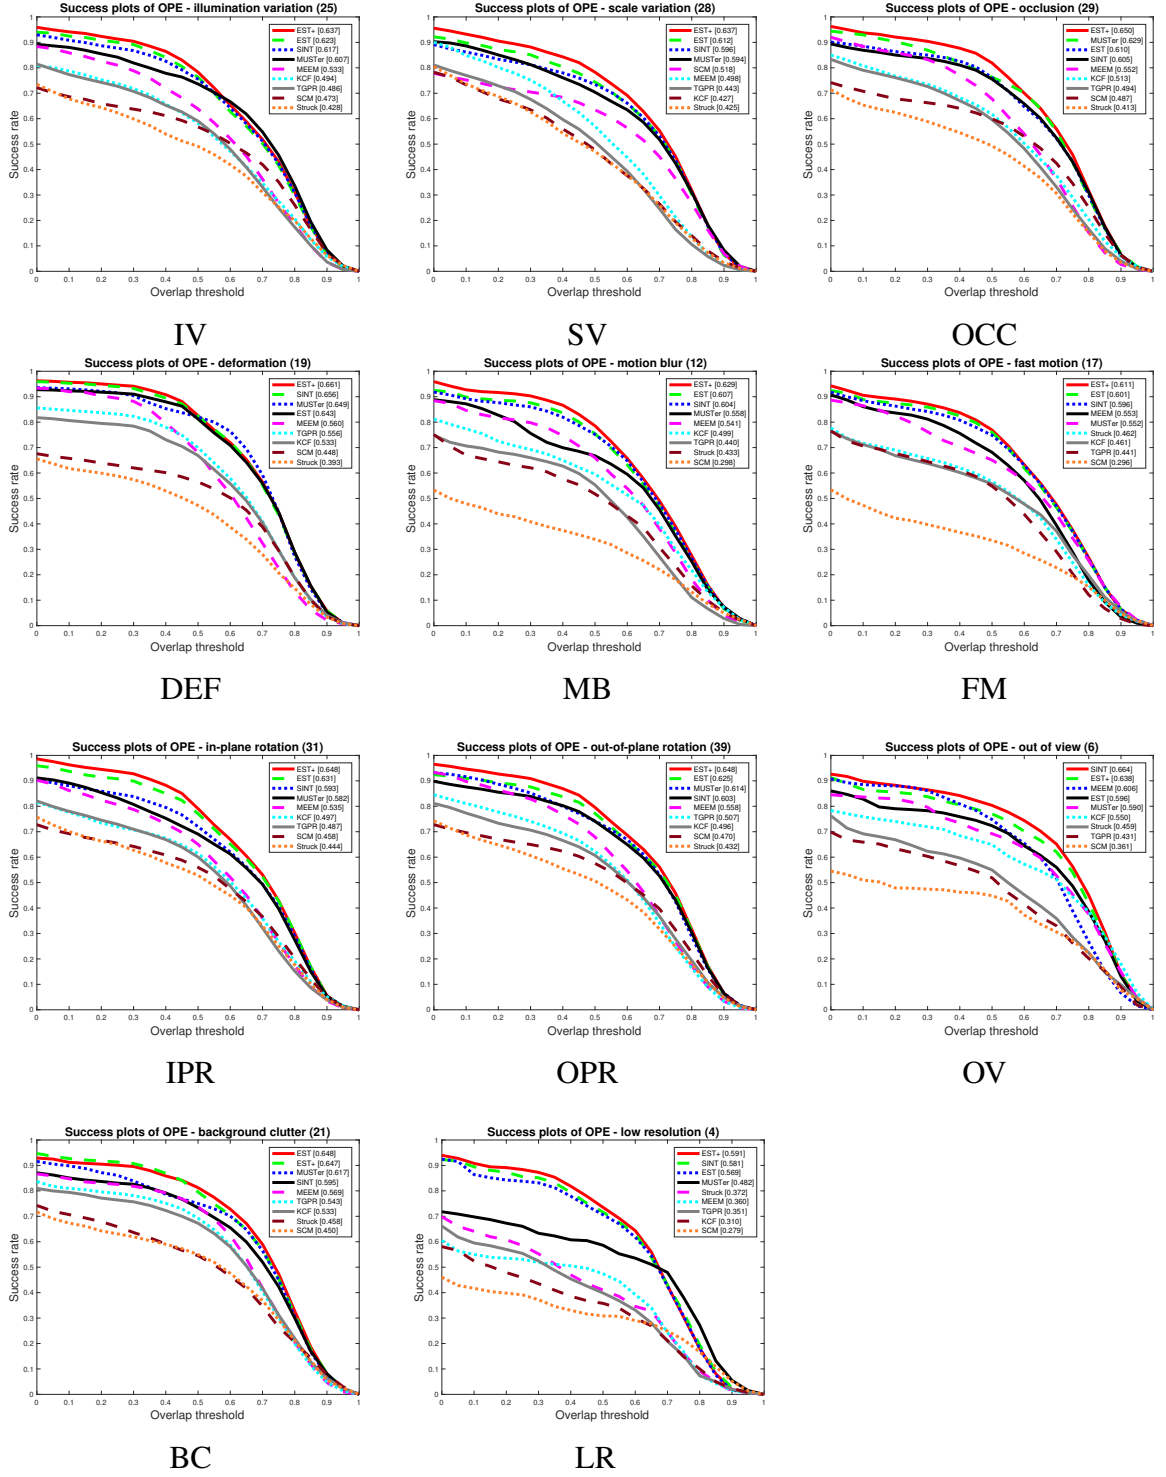 Success plots of OPE - illumination variation (25)
EST+ [0.637]
EST [0.623]
SINT [0.617]
MUSTer [0.607]
MEEM [0.533]
KCF [0.494]
TGPR [0.486]
SCM [0.473]
Struck [0.428]
Success rate
Overlap threshold
IV
Success plots of OPE - scale variation (28)
EST+ [0.637]
EST [0.612]
SINT [0.596]
MUSTer [0.594]
SCM [0.518]
MEEM [0.498]
TGPR [0.443]
KCF [0.427]
Struck [0.425]
Success rate
Overlap threshold
SV
Success plots of OPE - occlusion (29)
EST+ [0.650]
MUSTer [0.629]
EST [0.610]
SINT [0.605]
MEEM [0.552]
KCF [0.513]
TGPR [0.494]
SCM [0.487]
Struck [0.413]
Success rate
Overlap threshold
OCC
Success plots of OPE - deformation (19)
EST+ [0.661]
SINT [0.656]
MUSTer [0.649]
EST [0.643]
MEEM [0.560]
TGPR [0.556]
KCF [0.533]
SCM [0.448]
Struck [0.393]
Success rate
Overlap threshold
DEF
Success plots of OPE - motion blur (12)
EST+ [0.629]
EST [0.607]
SINT [0.604]
MUSTer [0.558]
MEEM [0.541]
KCF [0.499]
TGPR [0.440]
Struck [0.433]
SCM [0.298]
Success rate
Overlap threshold
MB
Success plots of OPE - fast motion (17)
EST+ [0.611]
EST [0.601]
SINT [0.596]
MEEM [0.553]
MUSTer [0.552]
Struck [0.462]
KCF [0.461]
TGPR [0.441]
SCM [0.296]
Success rate
Overlap threshold
FM
Success plots of OPE - in-plane rotation (31)
EST+ [0.648]
EST [0.631]
SINT [0.593]
MUSTer [0.582]
MEEM [0.535]
KCF [0.497]
TGPR [0.487]
SCM [0.458]
Struck [0.444]
Success rate
Overlap threshold
IPR
Success plots of OPE - out-of-plane rotation (39)
EST+ [0.648]
EST [0.625]
MUSTer [0.614]
SINT [0.603]
MEEM [0.558]
TGPR [0.507]
KCF [0.496]
SCM [0.470]
Struck [0.432]
Success rate
Overlap threshold
OPR
Success plots of OPE - out of view (6)
SINT [0.664]
EST+ [0.638]
MEEM [0.606]
EST [0.596]
MUSTer [0.590]
KCF [0.550]
Struck [0.459]
TGPR [0.431]
SCM [0.361]
Success rate
Overlap threshold
OV
Success plots of OPE - background clutter (21)
EST [0.648]
EST+ [0.647]
MUSTer [0.617]
SINT [0.595]
MEEM [0.569]
TGPR [0.543]
KCF [0.533]
Struck [0.458]
SCM [0.450]
Success rate
Overlap threshold
BC
Success plots of OPE - low resolution (4)
EST+ [0.591]
SINT [0.581]
EST [0.569]
MUSTer [0.482]
Struck [0.372]
MEEM [0.360]
TGPR [0.351]
KCF [0.310]
SCM [0.279]
Success rate
Overlap threshold
LR